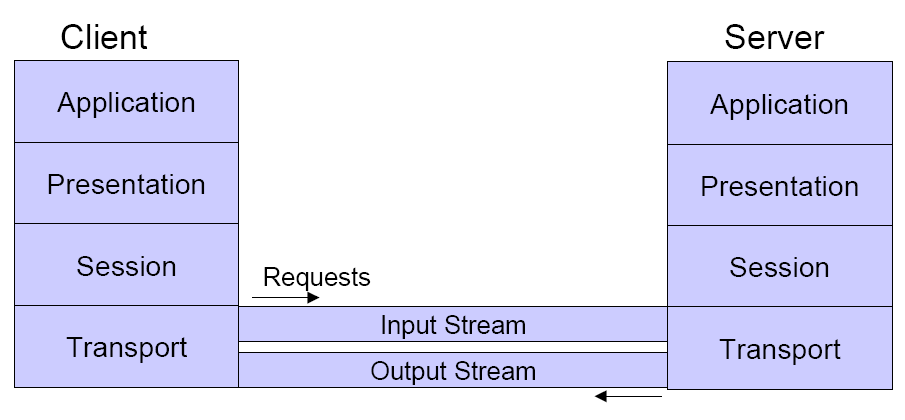 Client
Server
Application
Application
Presentation
Presentation
Session
Session
Requests
Input Stream
Transport
Transport
Output Stream